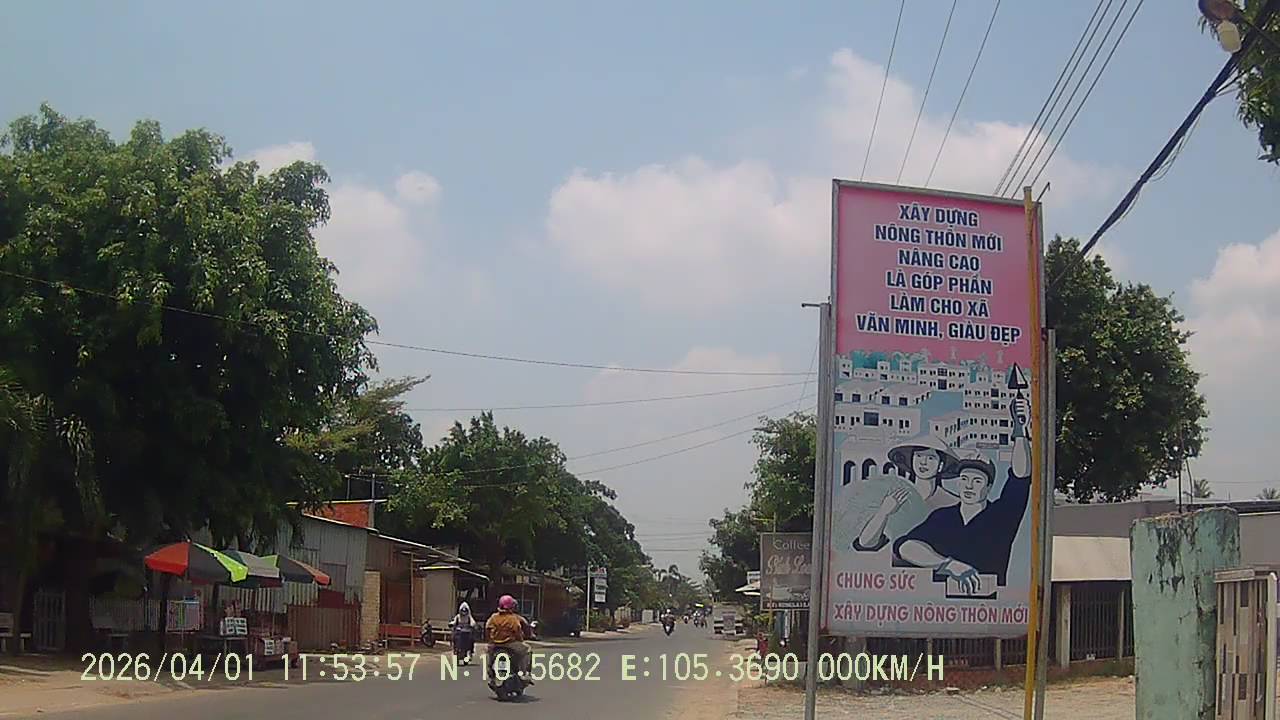 XÂY DỰNG
NÔNG THÔN MỚI
NÂNG CAO
LÀ GÓP PHẦN
LÀM CHO XÃ
VĂN MINH, GIÀU ĐẸP
CHUNG SỨC
XÂY DỰNG NÔNG THÔN MỚI
Coffee
2026/04/01 11:53:57 N:10.5682 E:105.3690 000KM/H